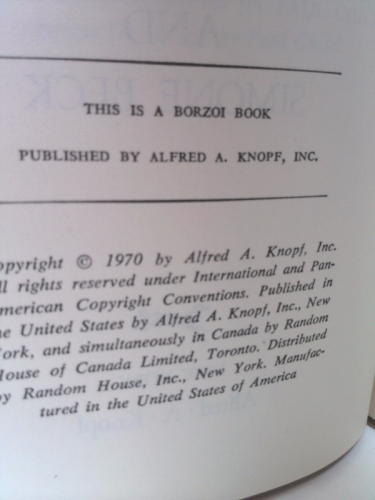 THIS IS A BORZOI BOOK
PUBLISHED BY ALFRED A. KNOPF, INC.
opyright © 1970 by Alfred A. Knopf, Inc.
ll rights reserved under International and Pan-
merican Copyright Conventions. Published in
he United States by Alfred A. Knopf, Inc., New
ork, and simultaneously in Canada by Random
House of Canada Limited, Toronto. Distributed
by Random House, Inc., New York. Manufac-
tured in the United States of America